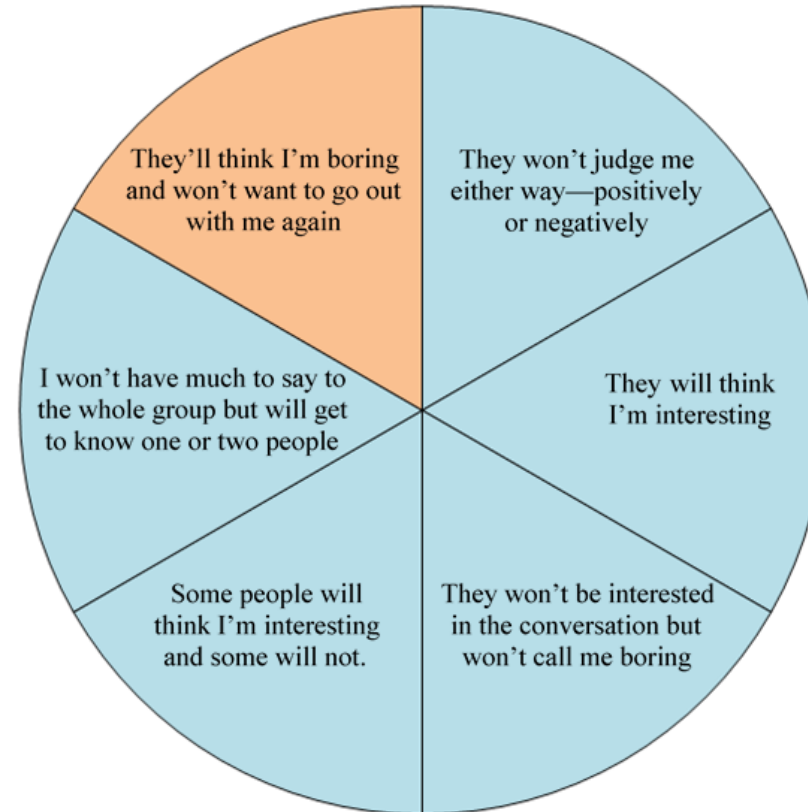 They'll think I'm boring
and won't want to go out
with me again
They won't judge me
either way—positively
or negatively
I won't have much to say to
the whole group but will get
to know one or two people
They will think
I'm interesting
Some people will
think I'm interesting
and some will not.
They won't be interested
in the conversation but
won't call me boring